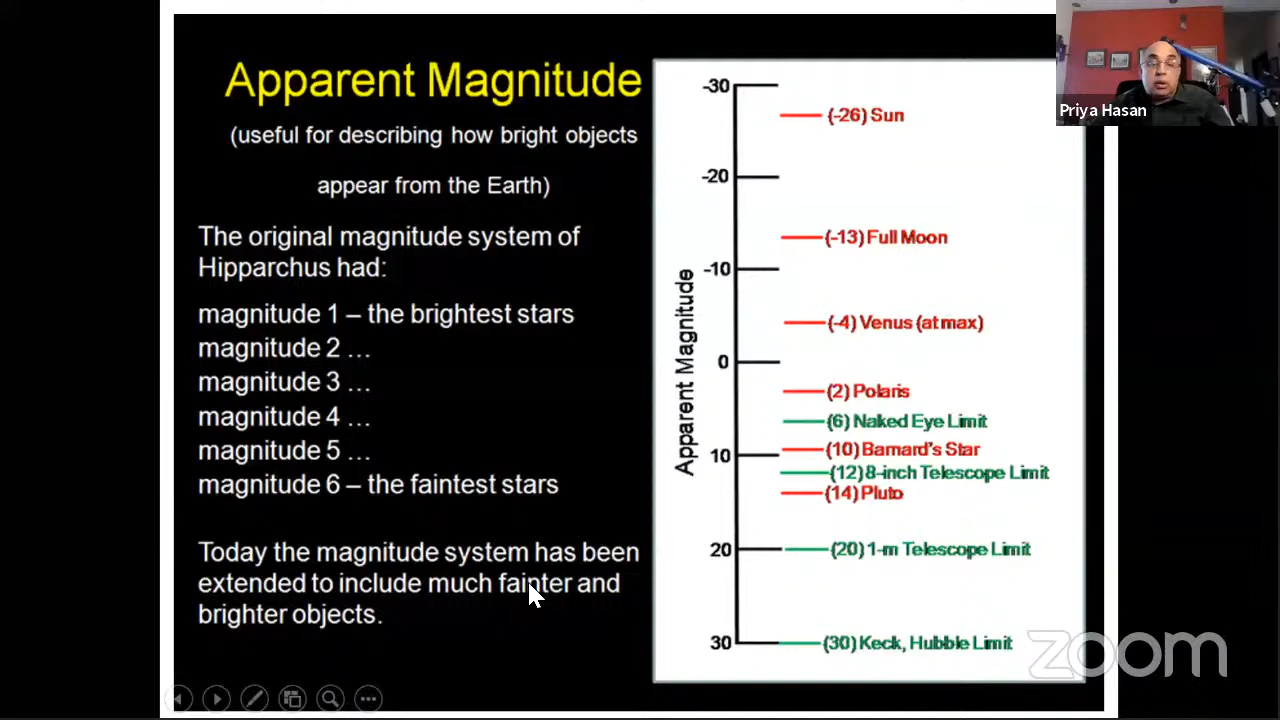 Apparent Magnitude
(useful for describing how bright objects
appear from the Earth)
The original magnitude system of
Hipparchus had:
magnitude 1 – the brightest stars
magnitude 2 …
magnitude 3 …
magnitude 4 …
magnitude 5 …
magnitude 6 – the faintest stars
Today the magnitude system has been
extended to include much fainter and
brighter objects.
Apparent Magnitude
-30
(-26) Sun
-20
(-13) Full Moon
-10
(-4) Venus (at max)
0
(2) Polaris
(6) Naked Eye Limit
(10) Barnard's Star
10
(12) 8-inch Telescope Limit
(14) Pluto
20
(20) 1-m Telescope Limit
30
(30) Keck, Hubble Limit
Priya Hasan
zoom